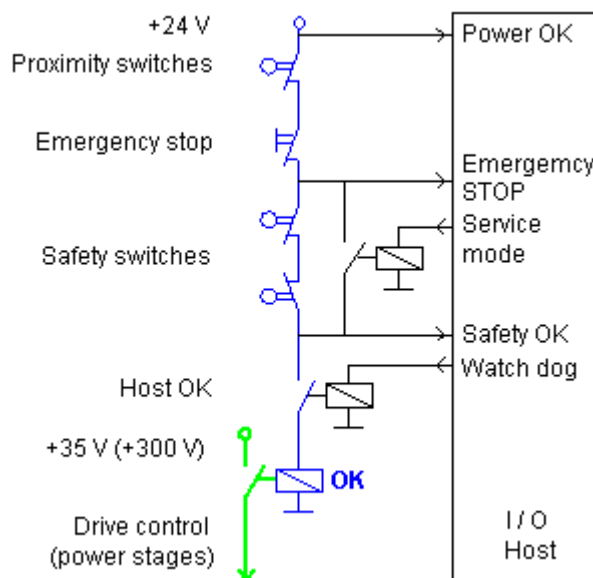 +24 V
Power OK
Proximity switches
Emergency stop
Emergemcy
STOP
Service
mode
Safety switches
Safety OK
Watch dog
Host OK
+35 V (+300 V)
OK
Drive control
(power stages)
I / O
Host